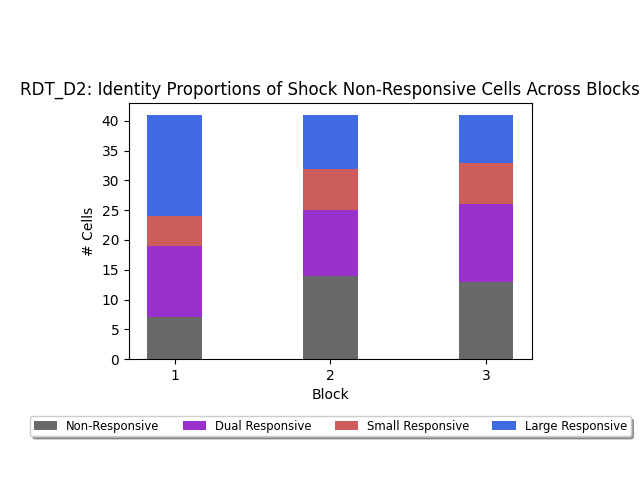 RDT_D2: Identity Proportions of Shock Non-Responsive Cells Across Blocks
40
35
30
25
20
15
10
5
0
# Cells
1 2 3
Block
Non-Responsive Dual Responsive Small Responsive Large Responsive